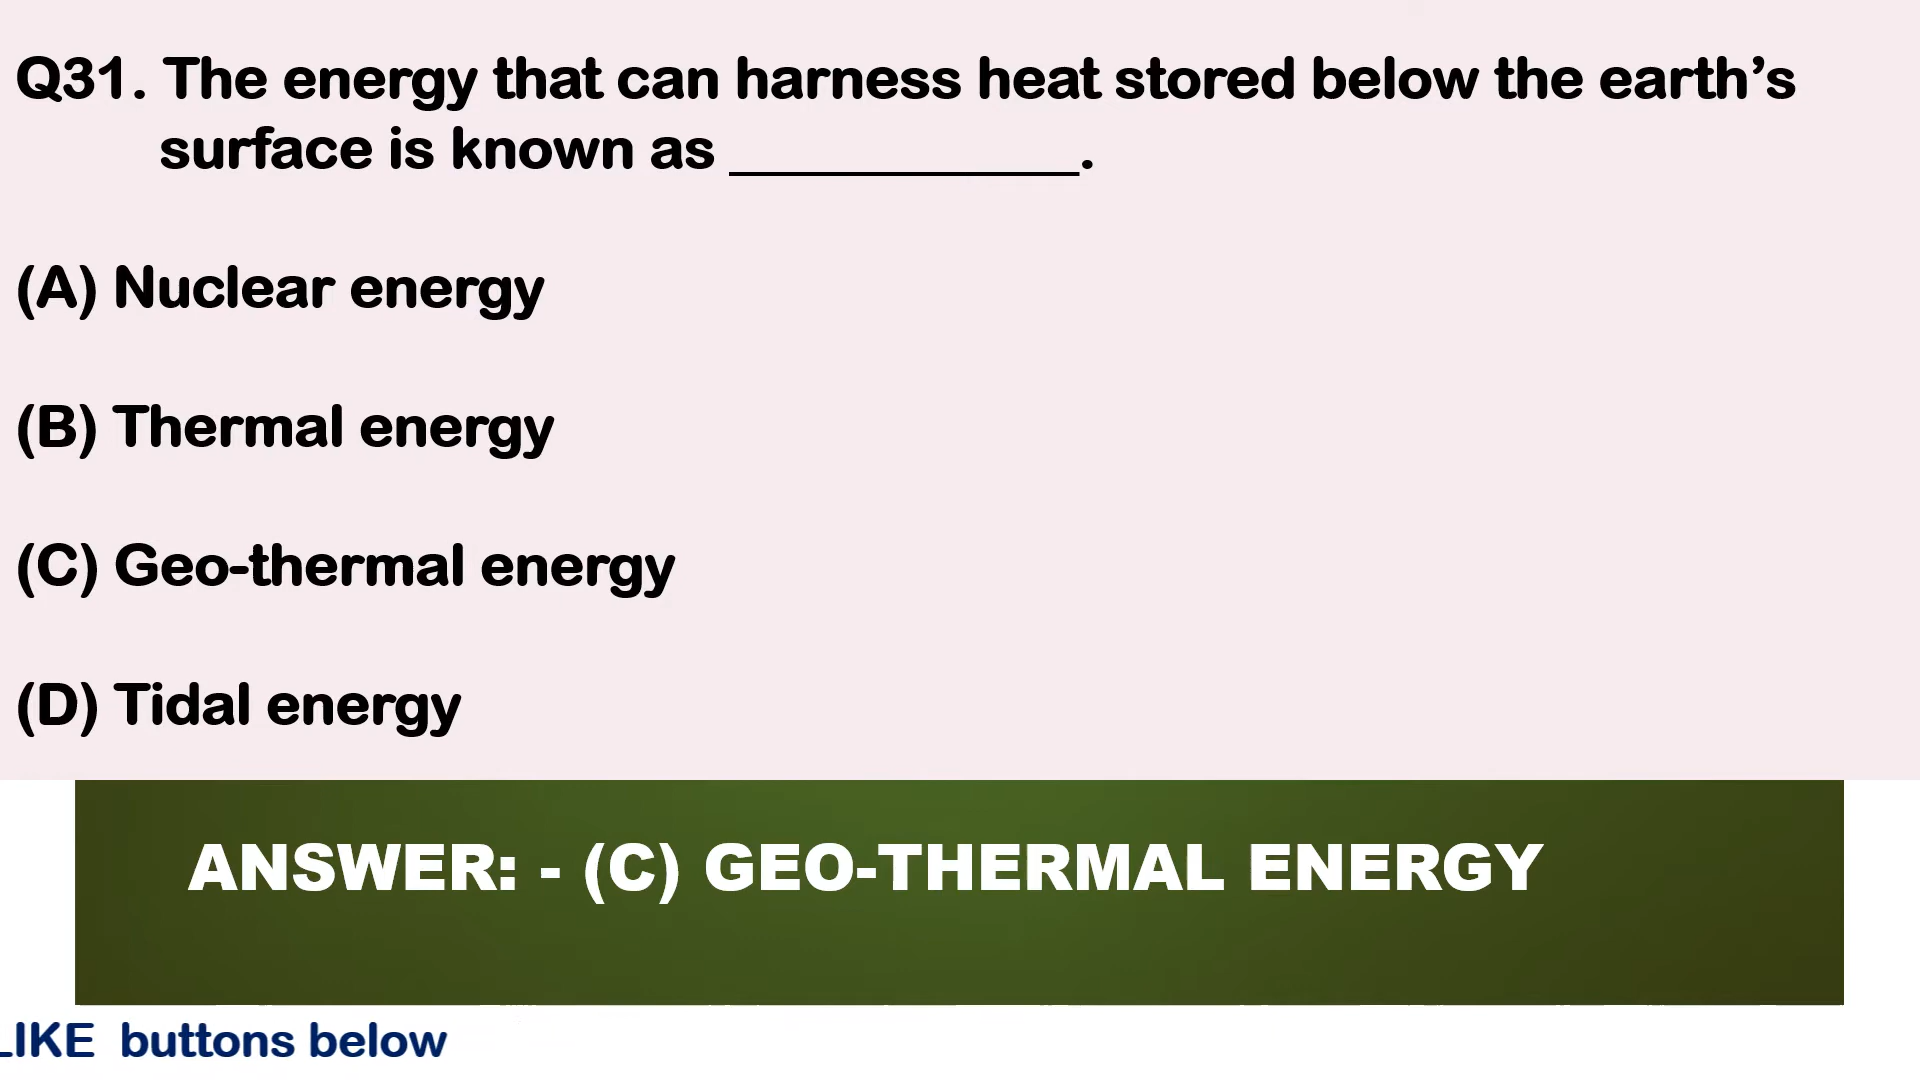 Q31. The energy that can harness heat stored below the earth’s
surface is known as ____________.
(A) Nuclear energy
(B) Thermal energy
(C) Geo-thermal energy
(D) Tidal energy
ANSWER: - (C) GEO-THERMAL ENERGY
LIKE buttons below